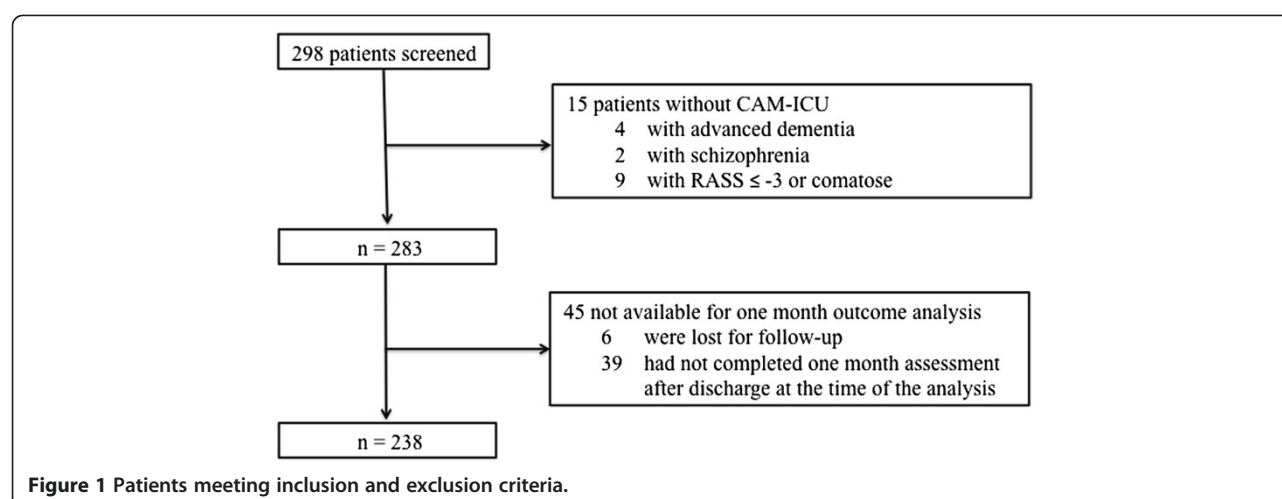 298 patients screened
15 patients without CAM-ICU
4 with advanced dementia
2 with schizophrenia
9 with RASS ≤ -3 or comatose
n = 283
45 not available for one month outcome analysis
6 were lost for follow-up
39 had not completed one month assessment
after discharge at the time of the analysis
n = 238
Figure 1 Patients meeting inclusion and exclusion criteria.